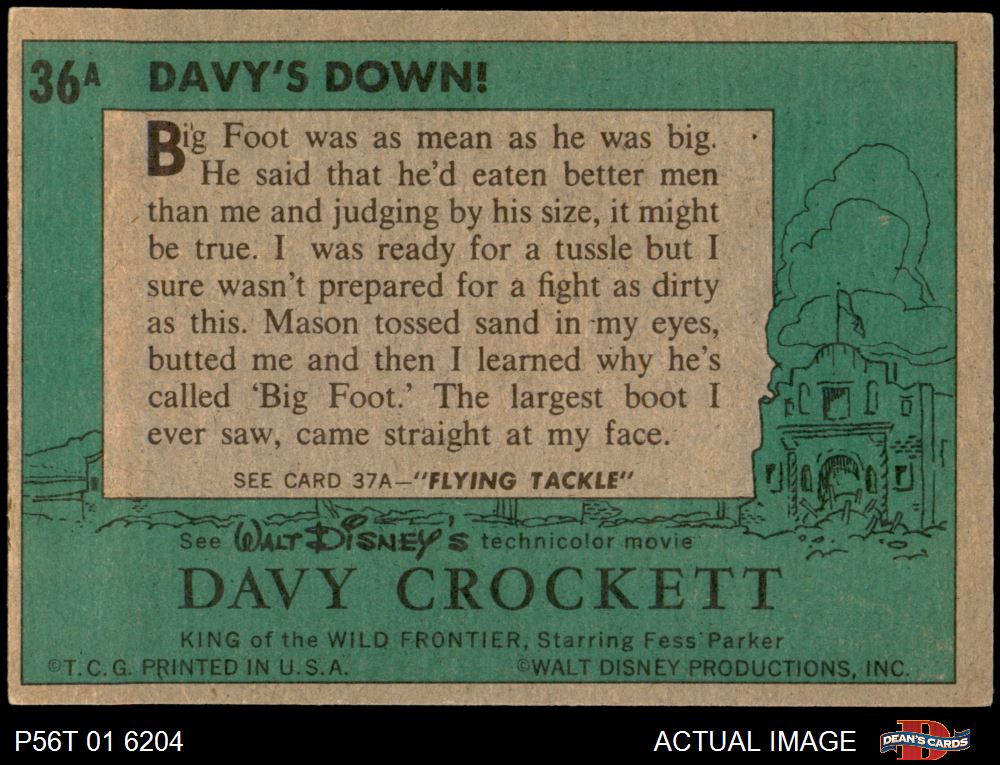 36A DAVY'S DOWN!
Big Foot was as mean as he was big.
He said that he'd eaten better men
than me and judging by his size, it might
be true. I was ready for a tussle but I
sure wasn't prepared for a fight as dirty
as this. Mason tossed sand in my eyes,
butted me and then I learned why he's
called 'Big Foot.' The largest boot I
ever saw, came straight at my face.
SEE CARD 37A—"FLYING TACKLE"
See WALT DISNEY'S technicolor movie
DAVY CROCKETT
KING of the WILD FRONTIER, Starring Fess Parker
©T.C.G. PRINTED IN U.S.A. ©WALT DISNEY PRODUCTIONS, INC.
P56T 01 6204 ACTUAL IMAGE DEAN'S CARDS